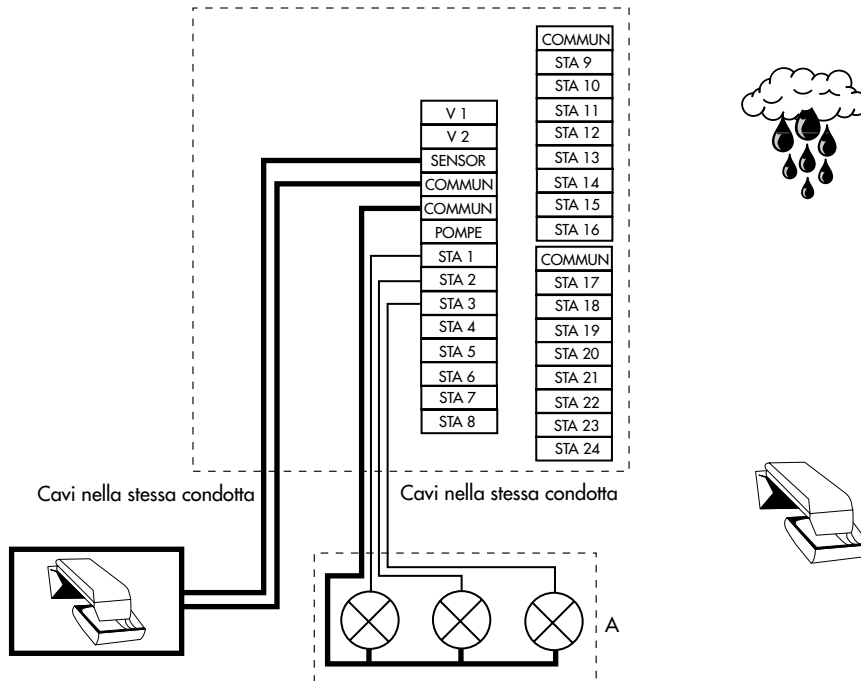 COMMUN
STA 9
STA 10
STA 11
STA 12
STA 13
STA 14
STA 15
STA 16
V 1
V 2
SENSOR
COMMUN
COMMUN
POMPE
STA 1
STA 2
STA 3
STA 4
STA 5
STA 6
STA 7
STA 8
COMMUN
STA 17
STA 18
STA 19
STA 20
STA 21
STA 22
STA 23
STA 24
Cavi nella stessa condotta
Cavi nella stessa condotta
A